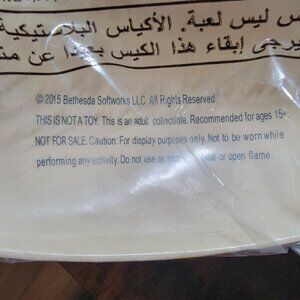 س ليس لعبة. الأكياس البلاستيكية
يرجى إبقاء هذا الكيس بعيدا عن
© 2015 Bethesda Softworks LLC. All Rights Reserved.
THIS IS NOT A TOY. This is an adult collectible. Recommended for ages 15+.
NOT FOR SALE. Caution: For display purposes only. Not to be worn while
performing any activity. Do not use or near heat or open flame.